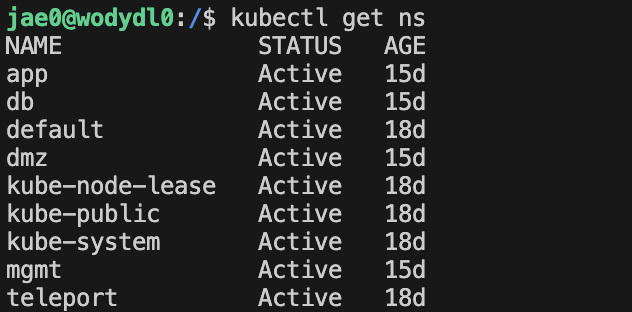 jae0@wodydl0:/$ kubectl get ns
NAME STATUS AGE
app Active 15d
db Active 15d
default Active 18d
dmz Active 15d
kube-node-lease Active 18d
kube-public Active 18d
kube-system Active 18d
mgmt Active 15d
teleport Active 18d